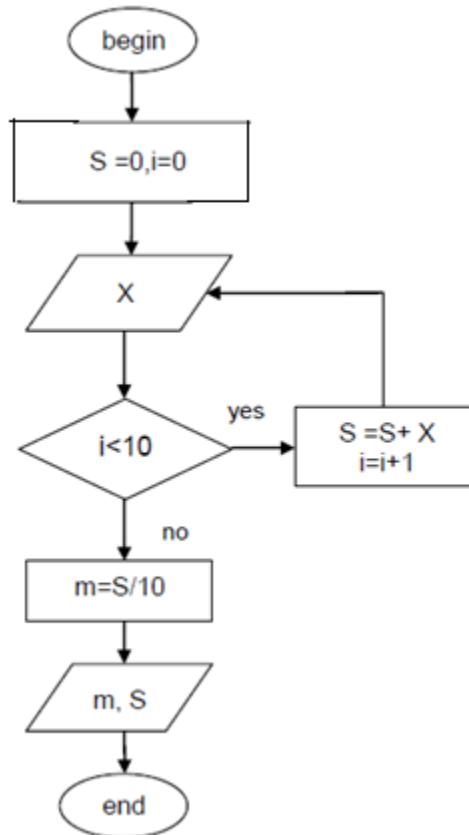 begin
S =0,i=0
X
i<10
yes
S =S+ X
i=i+1
no
m=S/10
m, S
end